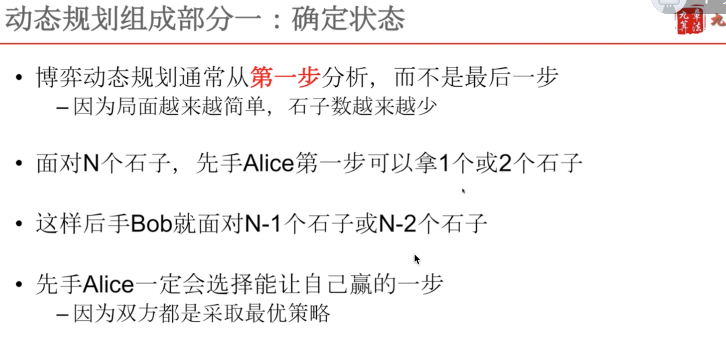 动态规划组成部分一：确定状态
• 博弈动态规划通常从第一步分析，而不是最后一步
–因为局面越来越简单，石子数越来越少
• 面对N个石子，先手Alice第一步可以拿1个或2个石子
• 这样后手Bob就面对N-1个石子或N-2个石子
• 先手Alice一定会选择能让自己赢的一步
–因为双方都是采取最优策略